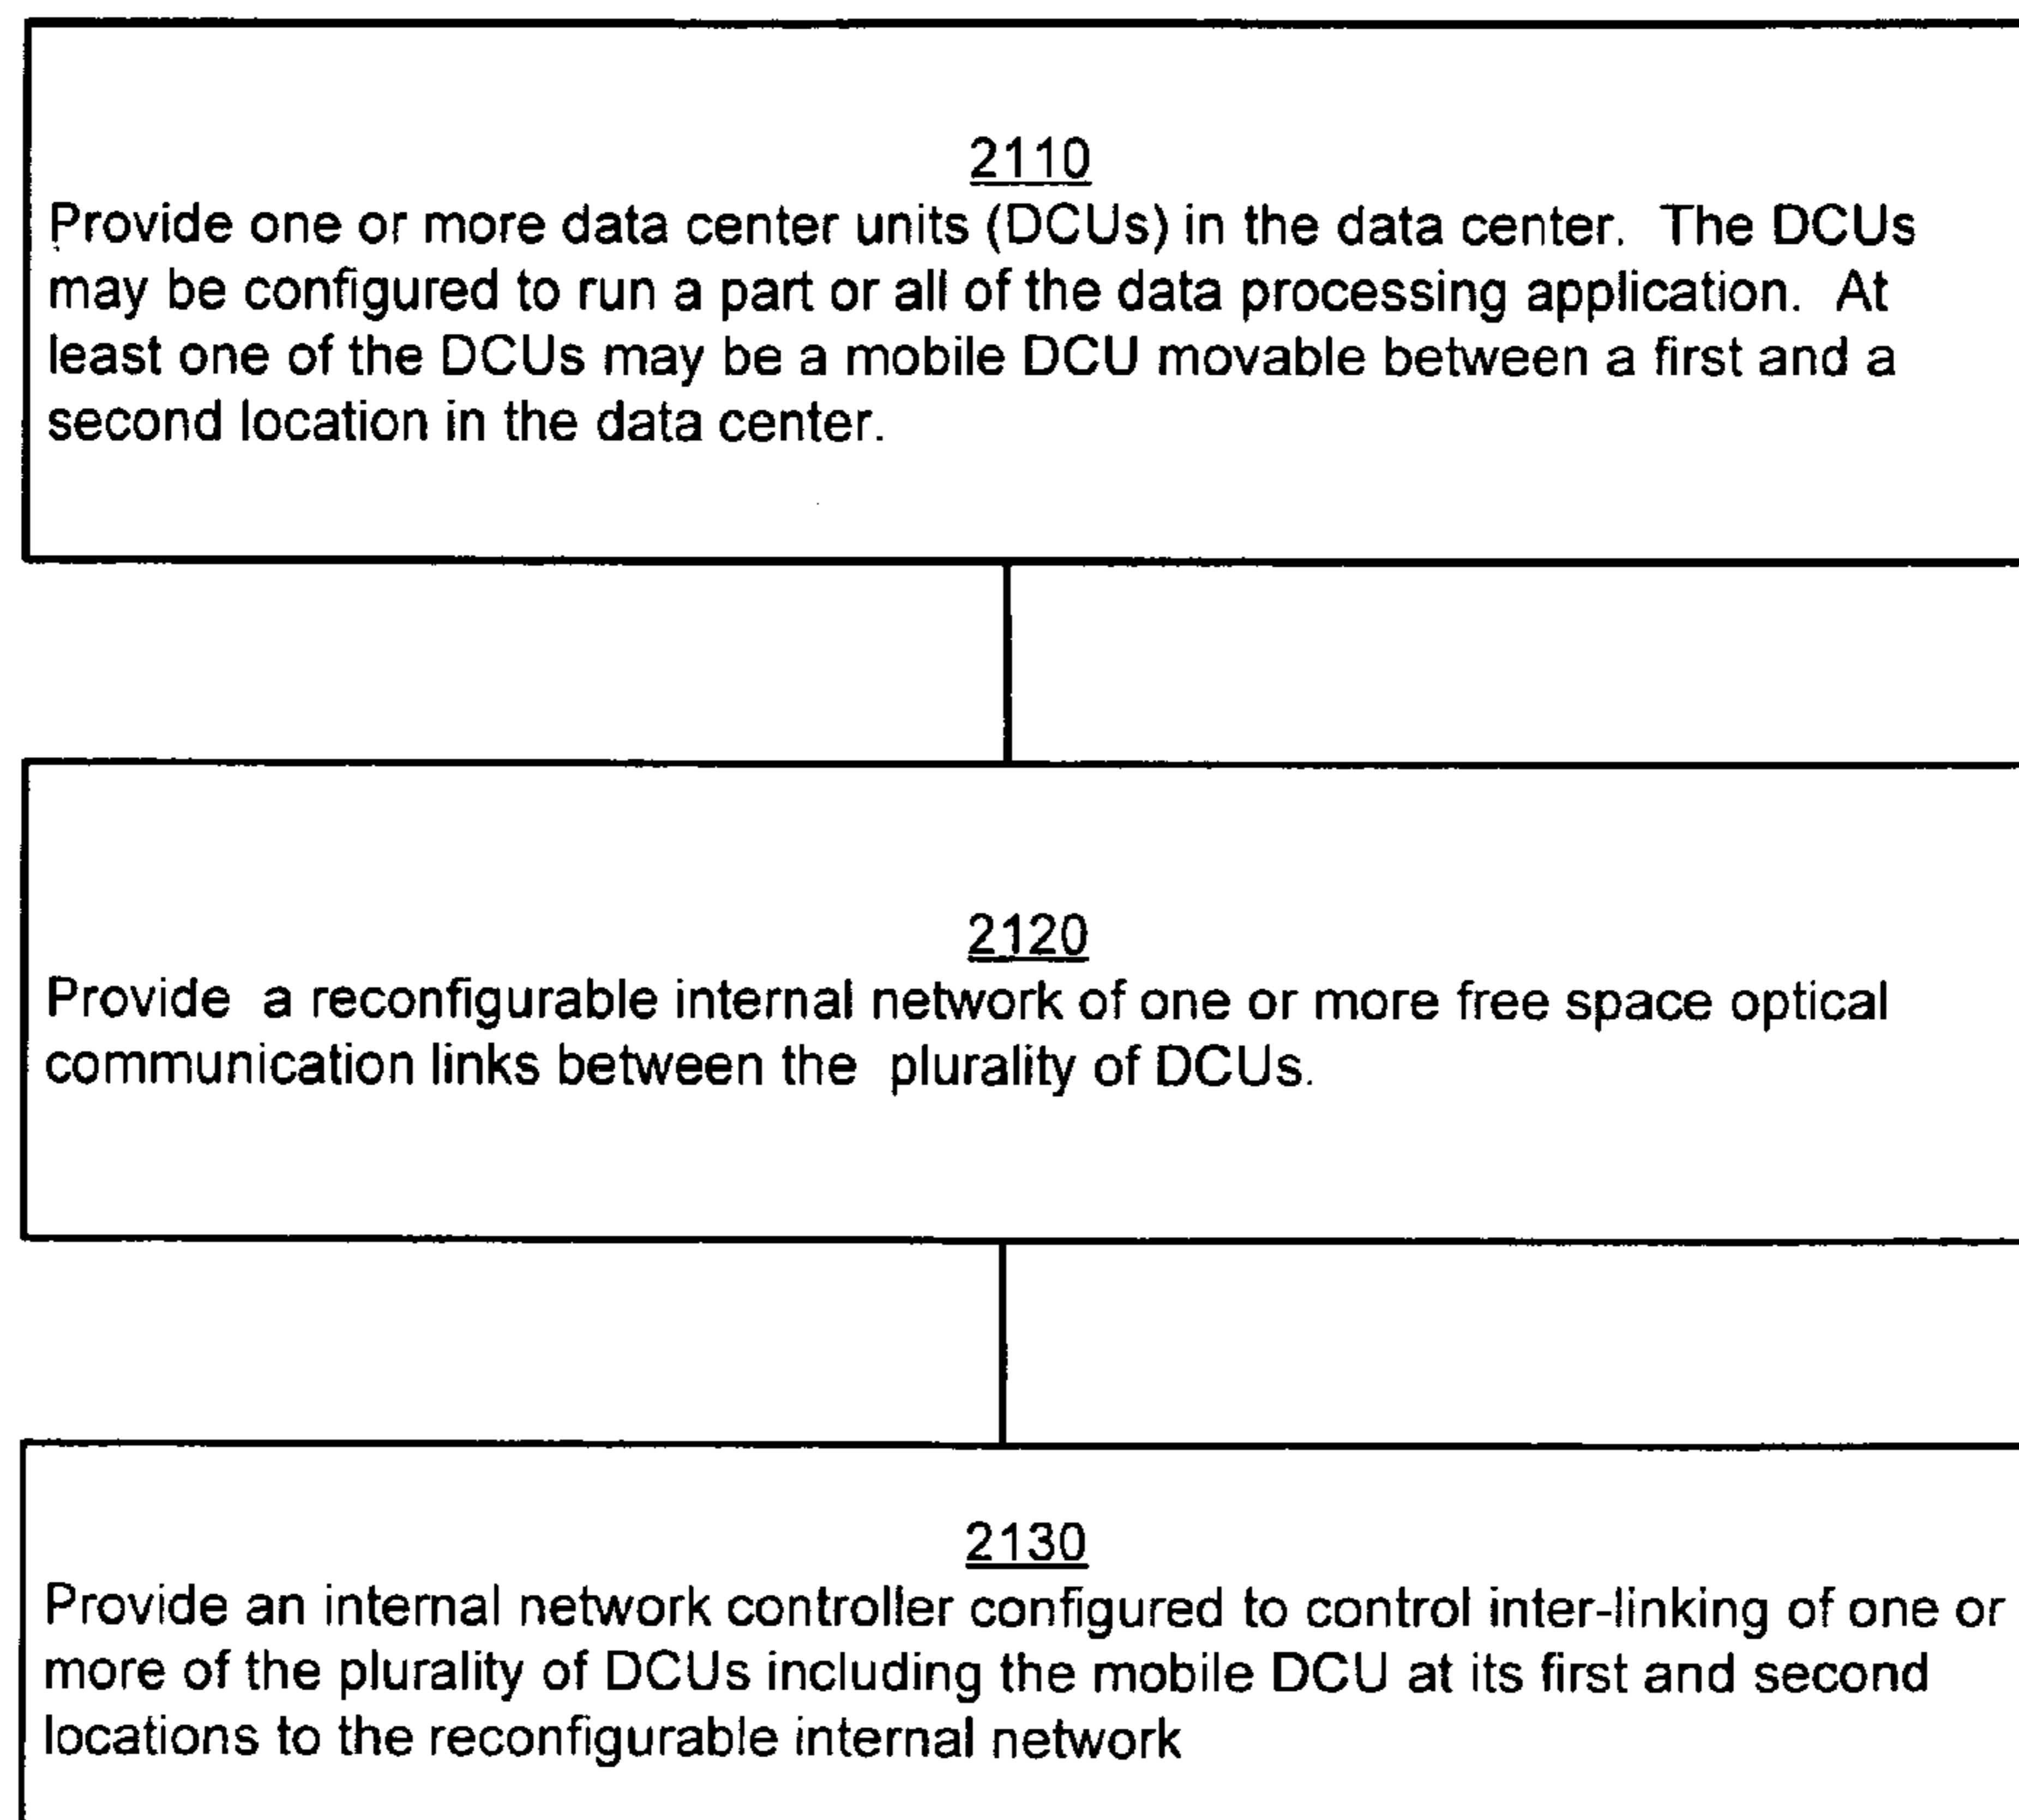 2110
Provide one or more data center units (DCUs) in the data center. The DCUs
may be configured to run a part or all of the data processing application. At
least one of the DCUs may be a mobile DCU movable between a first and a
second location in the data center.
2120
Provide a reconfigurable internal network of one or more free space optical
communication links between the plurality of DCUs.
2130
Provide an internal network controller configured to control inter-linking of one or
more of the plurality of DCUs including the mobile DCU at its first and second
locations to the reconfigurable internal network